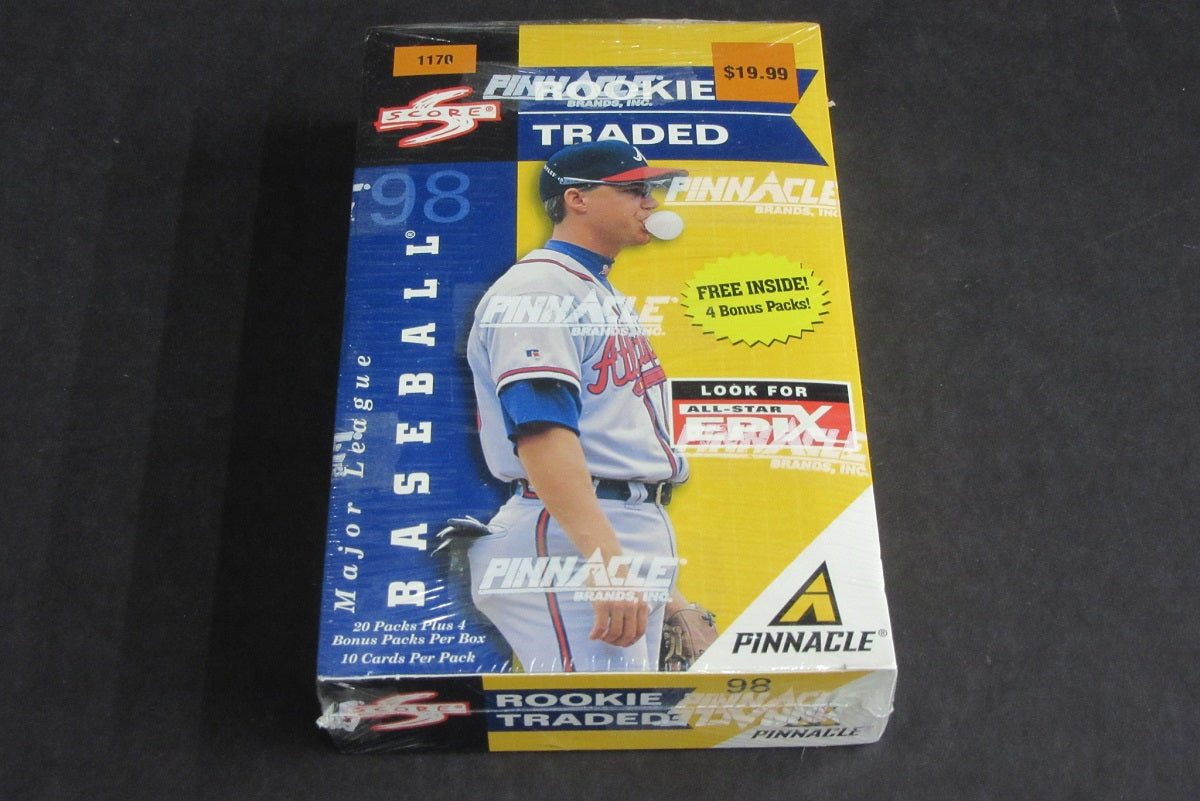 1170
$19.99
PINNACLE
BRANDS, INC.
ROOKIE
TRADED
SCORE®
98
PINNACLE
BRANDS, INC
Major League
BASEBALL®
FREE INSIDE!
4 Bonus Packs!
PINNACLE
BRANDS, INC.
LOOK FOR
ALL-STAR
EPIX
PINNACLE
BRANDS, INC.
PINNACLE
BRANDS, INC.
PINNACLE®
20 Packs Plus 4
Bonus Packs Per Box
10 Cards Per Pack
SCORE
ROOKIE
TRADED
98
PINNACLE